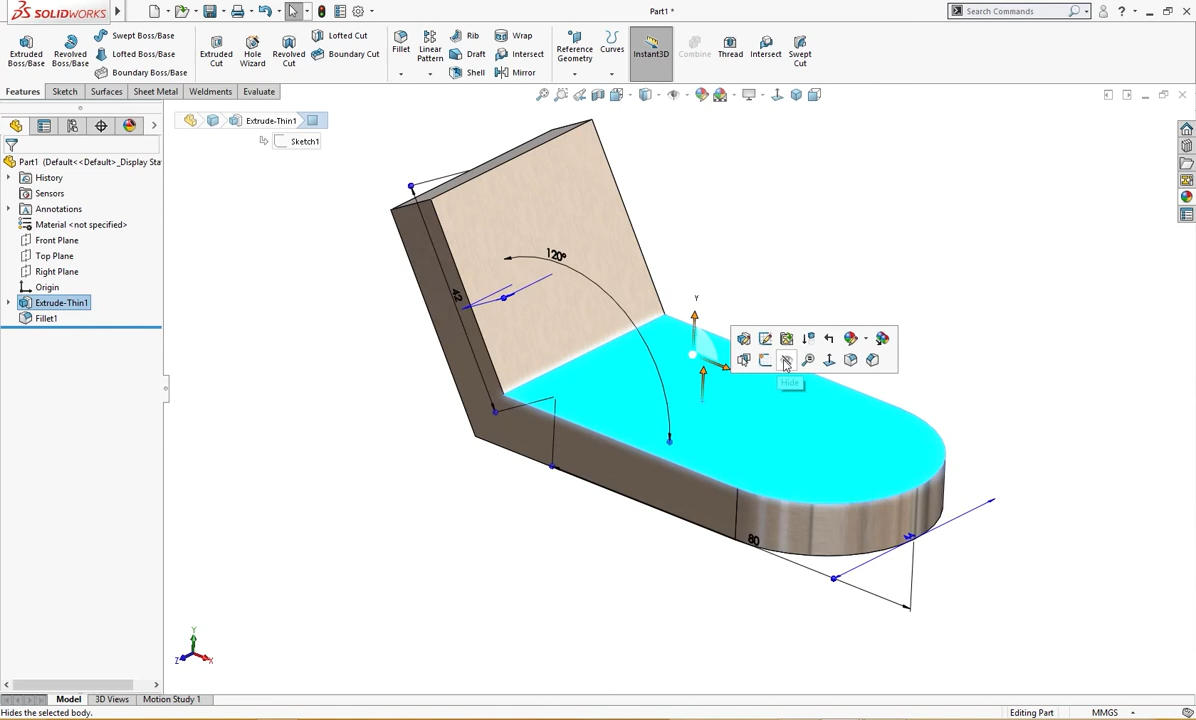 SOLIDWORKS
Part1 *
Search Commands
?
Extruded Boss/Base
Revolved Boss/Base
Swept Boss/Base
Lofted Boss/Base
Boundary Boss/Base
Extruded Cut
Hole Wizard
Revolved Cut
Lofted Cut
Boundary Cut
Fillet
Linear Pattern
Rib
Draft
Shell
Wrap
Intersect
Mirror
Reference Geometry
Curves
Instant3D
Combine
Thread
Intersect
Swept Cut
Features
Sketch
Surfaces
Sheet Metal
Weldments
Evaluate
Extrude-Thin1
Sketch1
Part1 (Default<<Default>_Display Sta
History
Sensors
Annotations
Material <not specified>
Front Plane
Top Plane
Right Plane
Origin
Extrude-Thin1
Fillet1
120°
42
80
Y
Hide
Y
Z
X
Model
3D Views
Motion Study 1
Hides the selected body.
Editing Part
MMGS